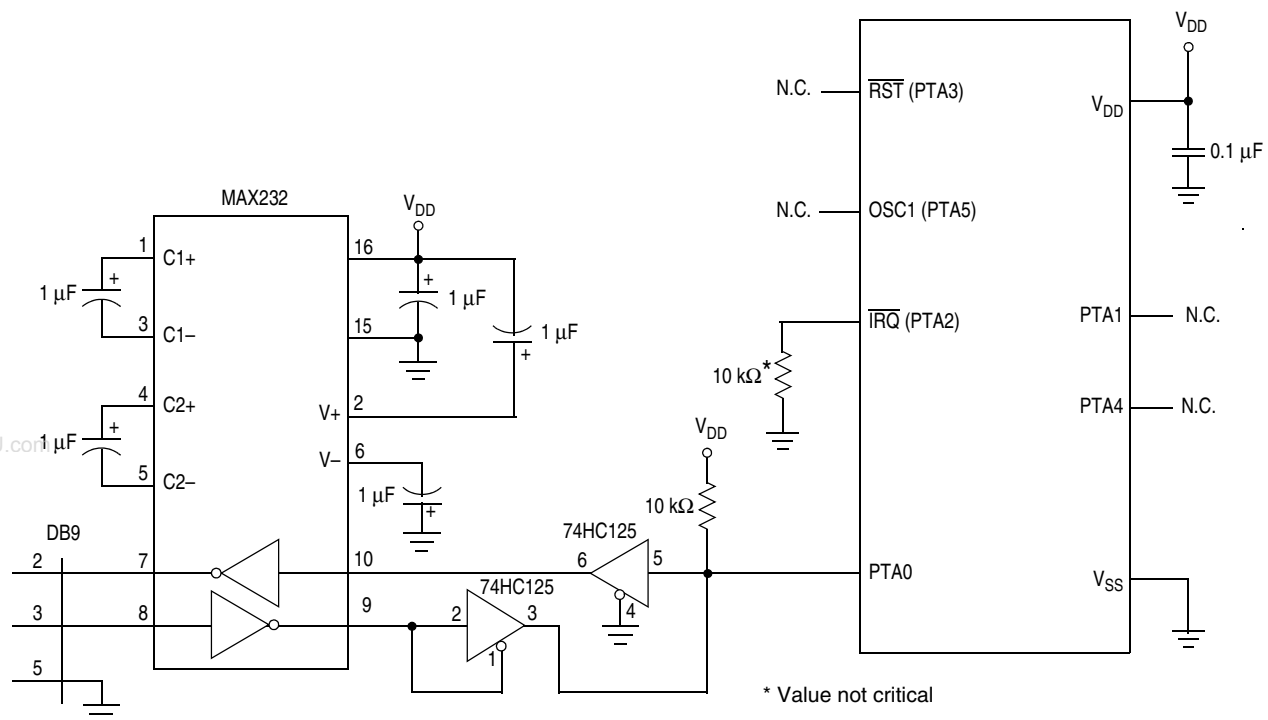 V_DD
N.C. RST (PTA3)
V_DD
0.1 µF
MAX232
V_DD
N.C. OSC1 (PTA5)
1 C1+
16
1 µF +
+ 1 µF
1 µF +
3 C1–
15
IRQ (PTA2)
PTA1 N.C.
10 kΩ*
4 C2+
V+ 2
PTA4 N.C.
J.com
1 µF +
V_DD
V– 6
5 C2–
1 µF +
10 kΩ
DB9
74HC125
2 7 10 6 5 PTA0
V_SS
4
74HC125
3 8 9 2 3
1
5
* Value not critical